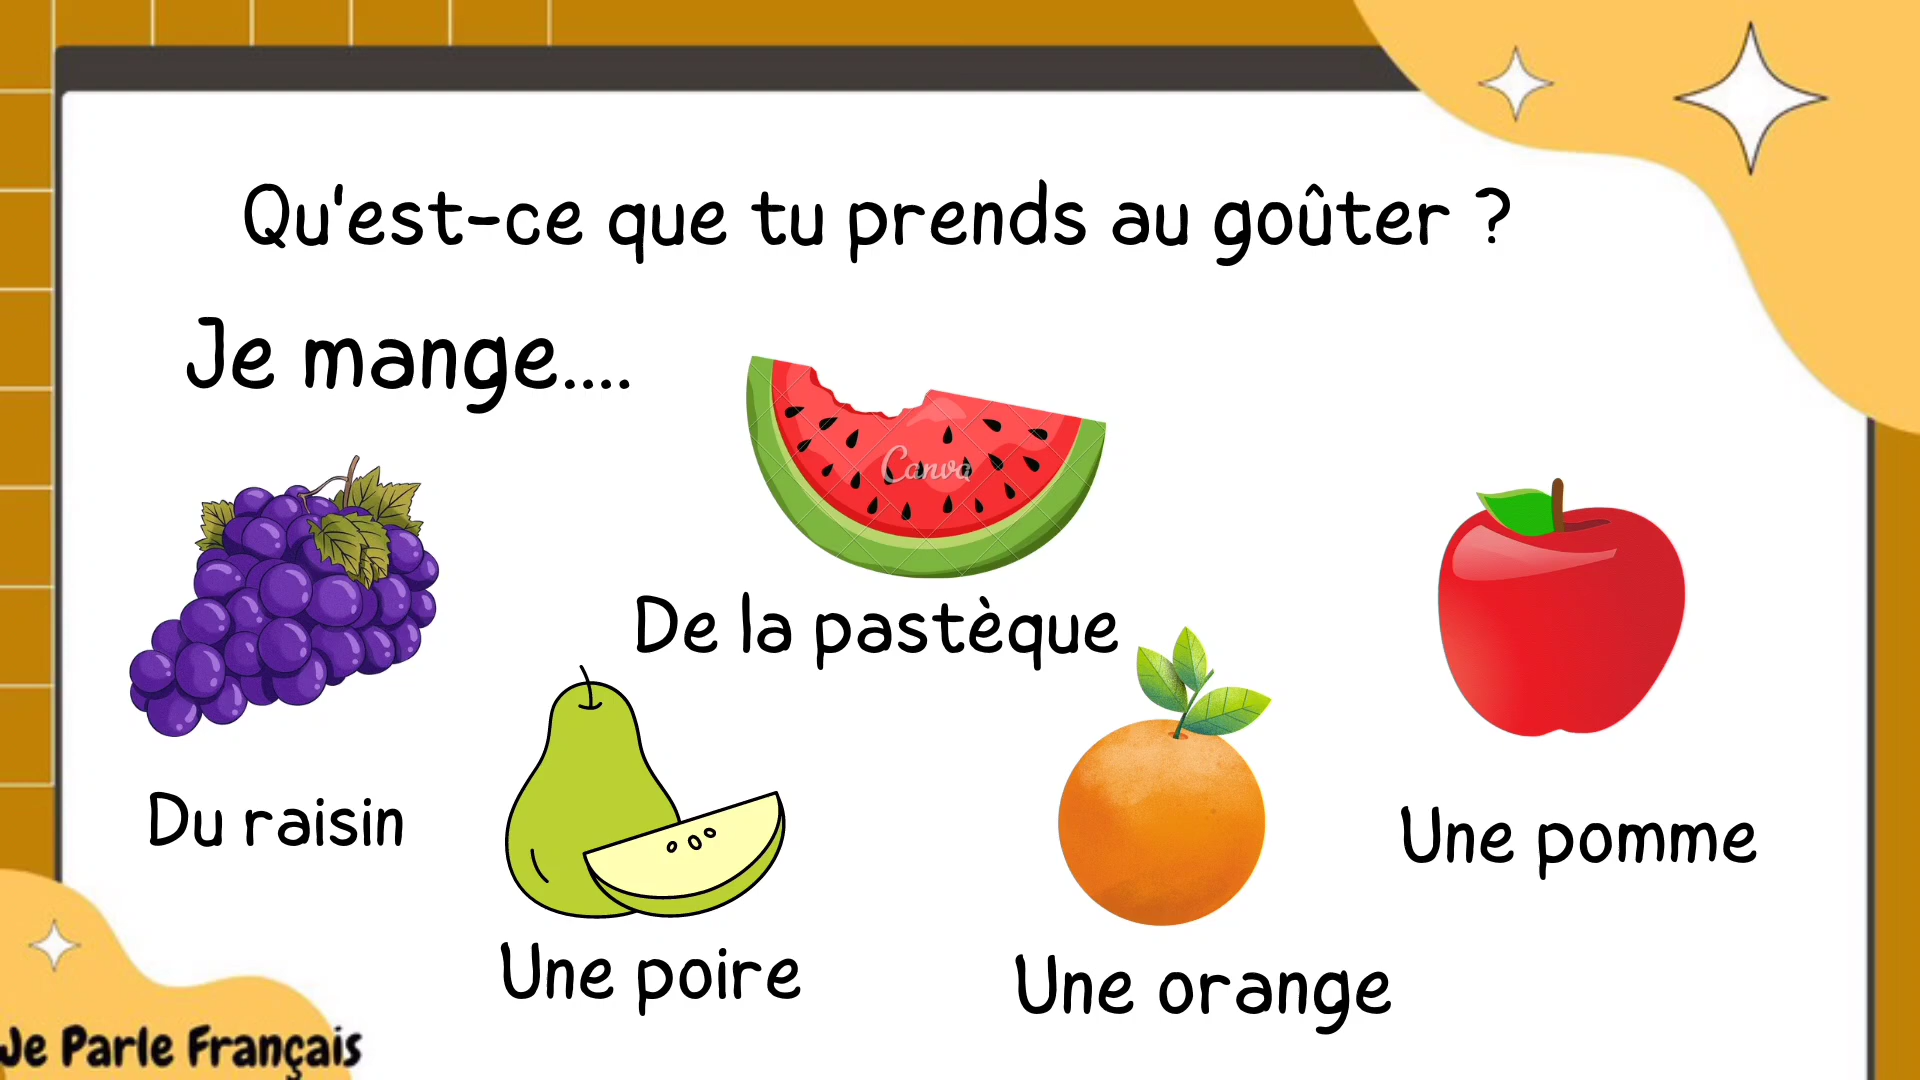 Qu'est-ce que tu prends au goûter ?
Je mange....
Canva
De la pastèque
Du raisin
Une pomme
Une poire
Une orange
Je Parle Français